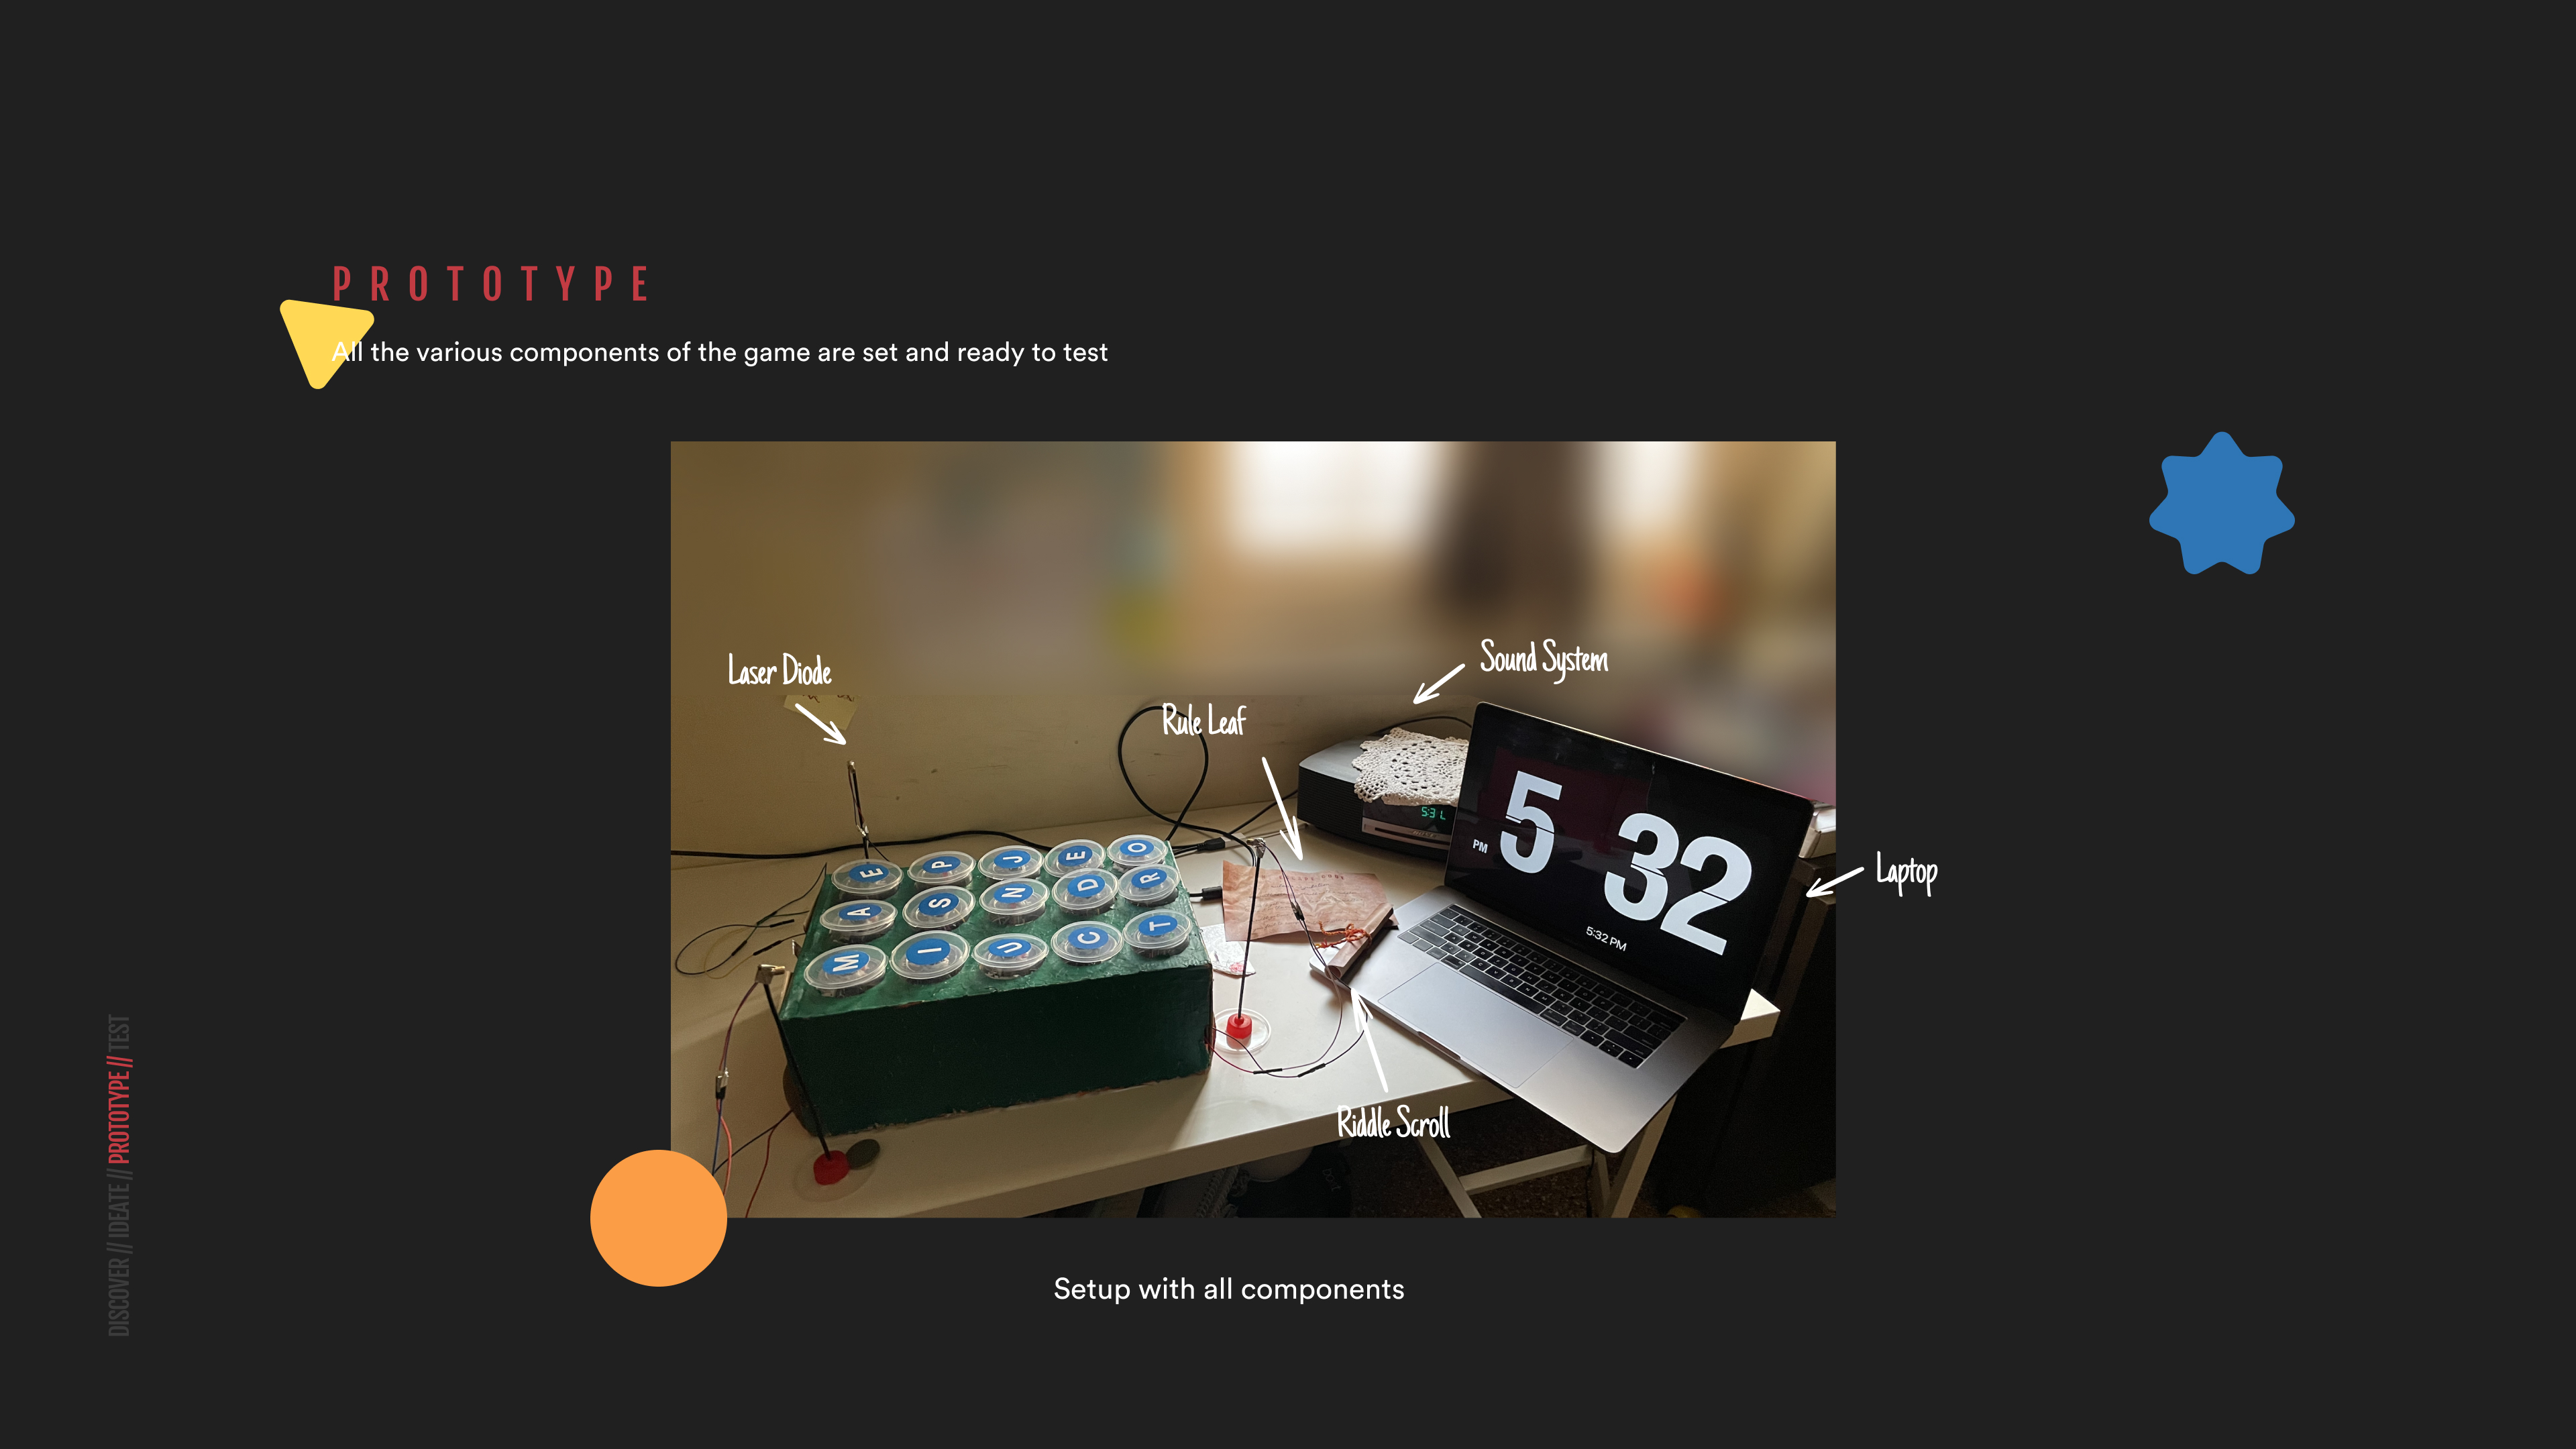 PROTOTYPE
All the various components of the game are set and ready to test
Laser Diode
Sound System
Rule Leaf
Laptop
Riddle Scroll
E P J E O
A S N D R
M I U C T
PM 5 32
5:32 PM
Setup with all components
DISCOVER // IDEATE // PROTOTYPE // TEST